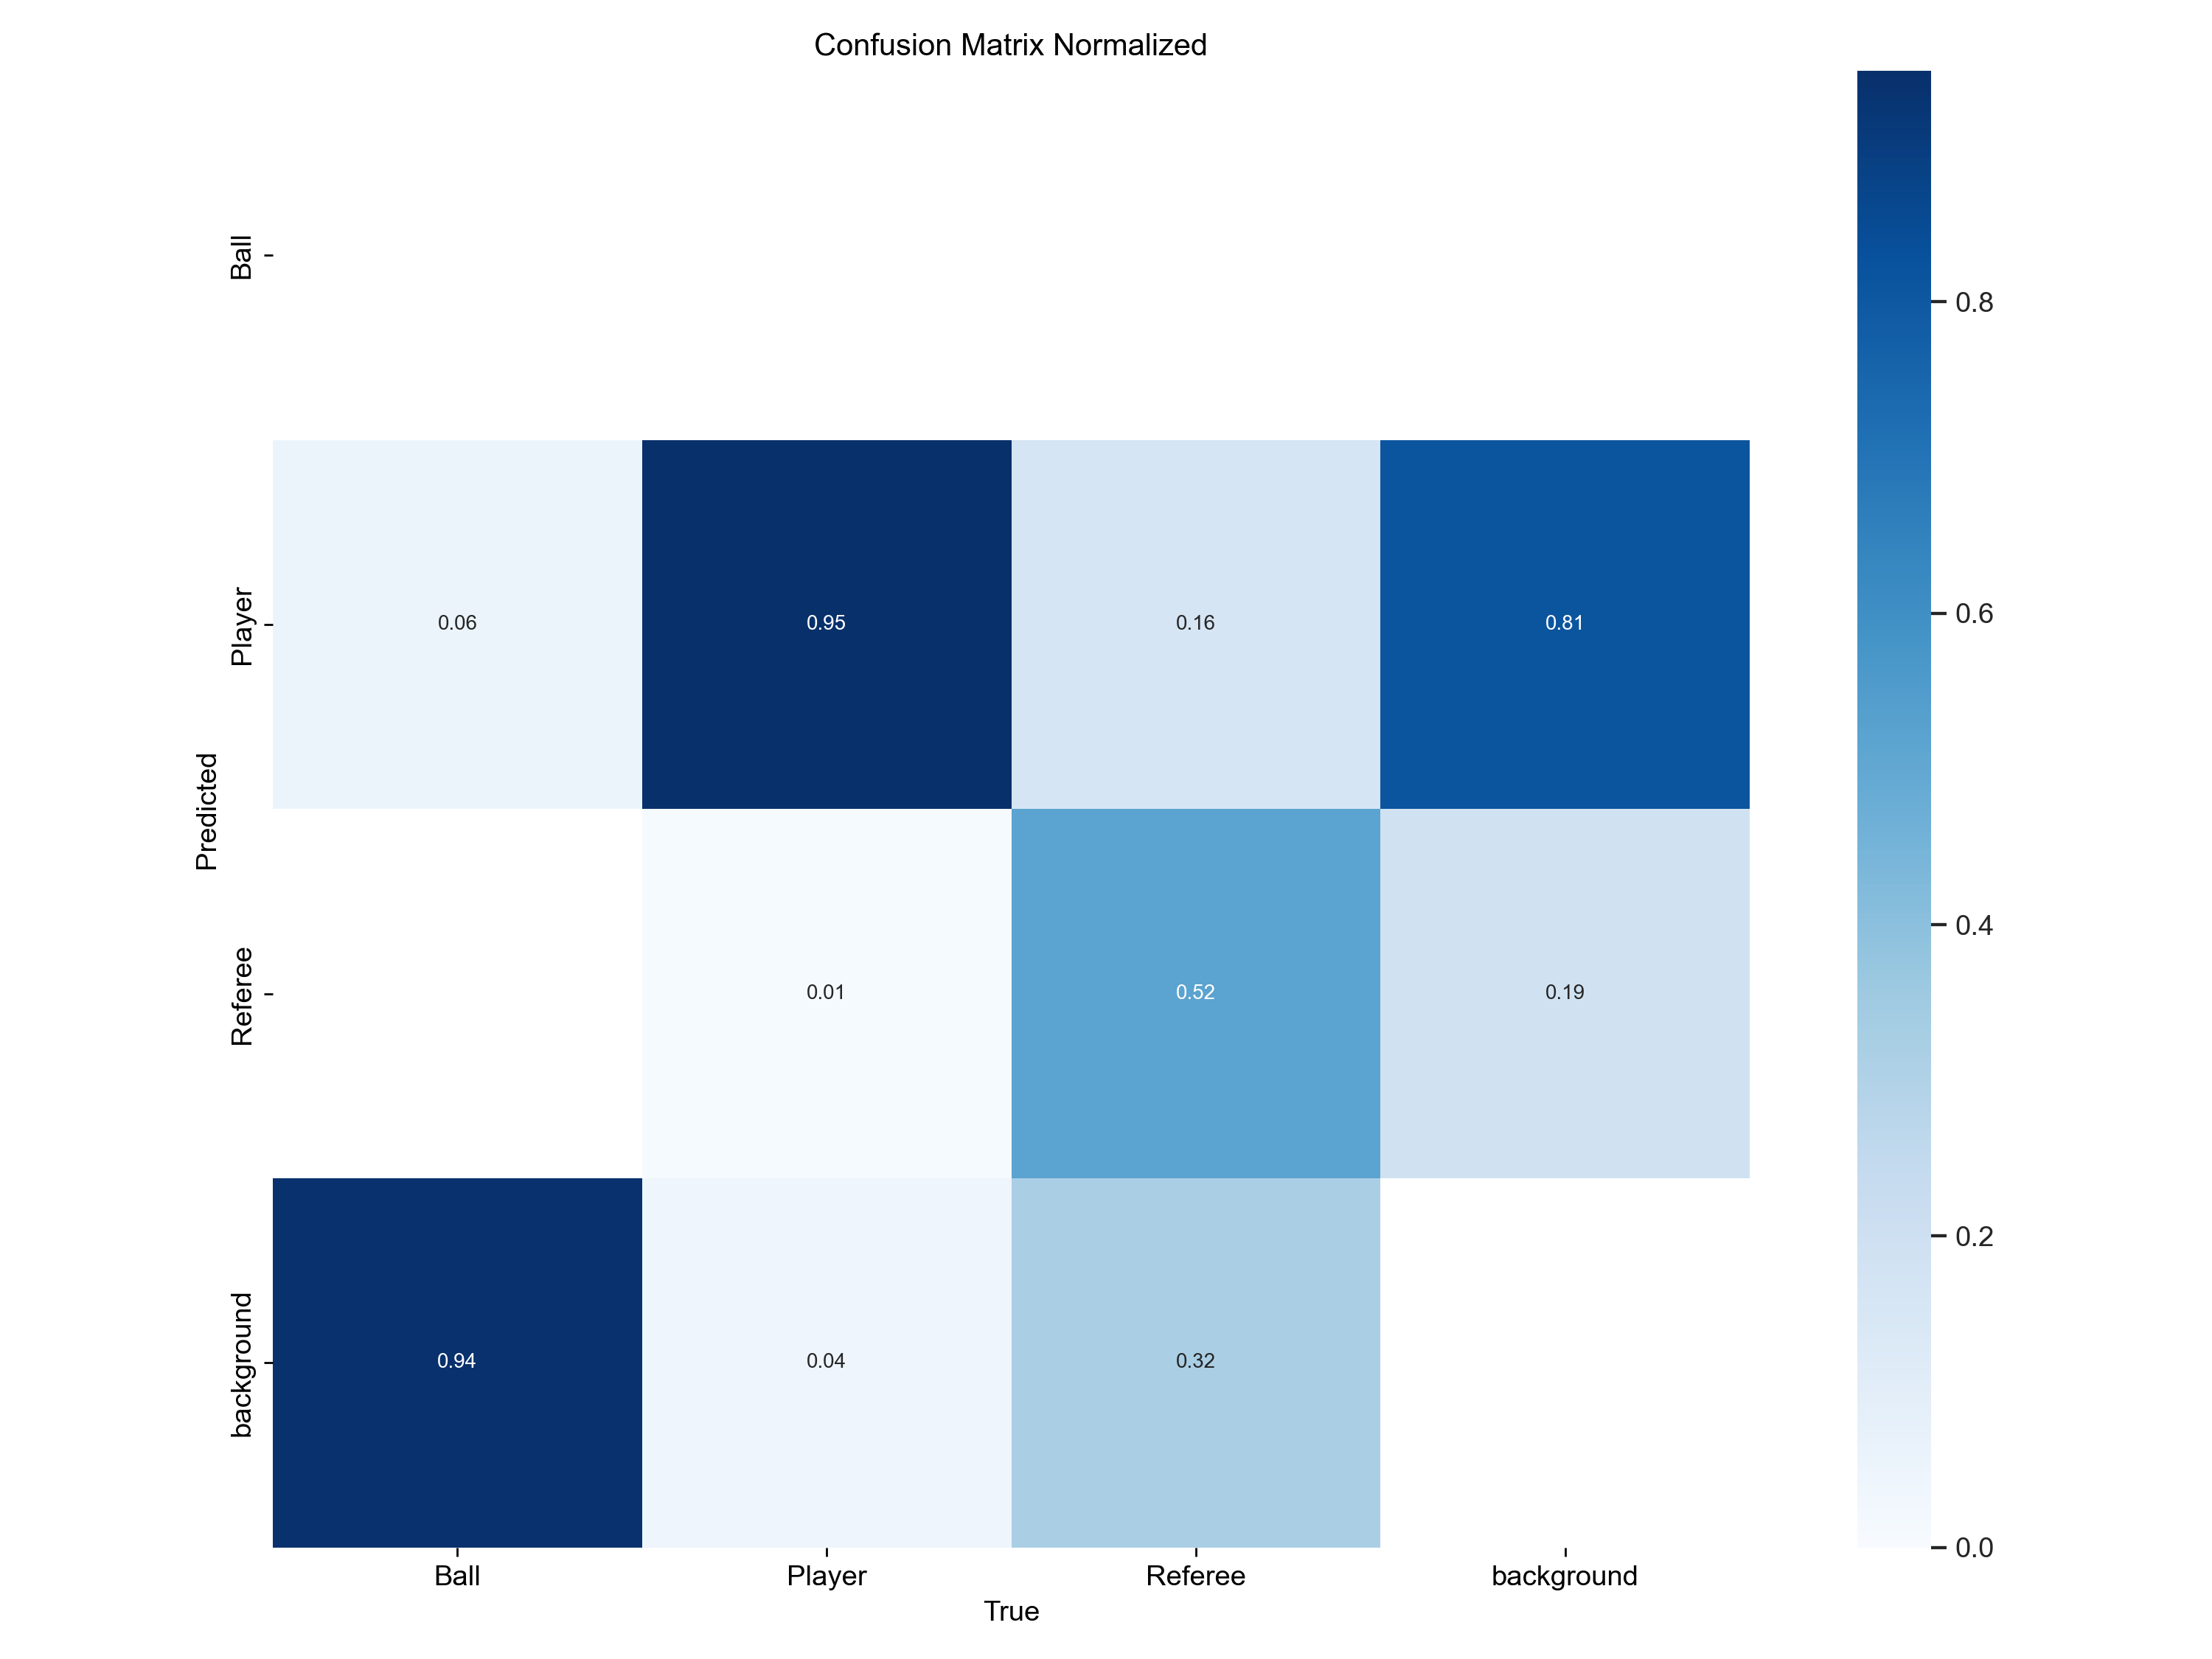 Confusion Matrix Normalized
Ball
Player
Referee
background
Predicted
0.06 0.95 0.16 0.81
0.01 0.52 0.19
0.94 0.04 0.32
Ball Player Referee background
True
0.8
0.6
0.4
0.2
0.0